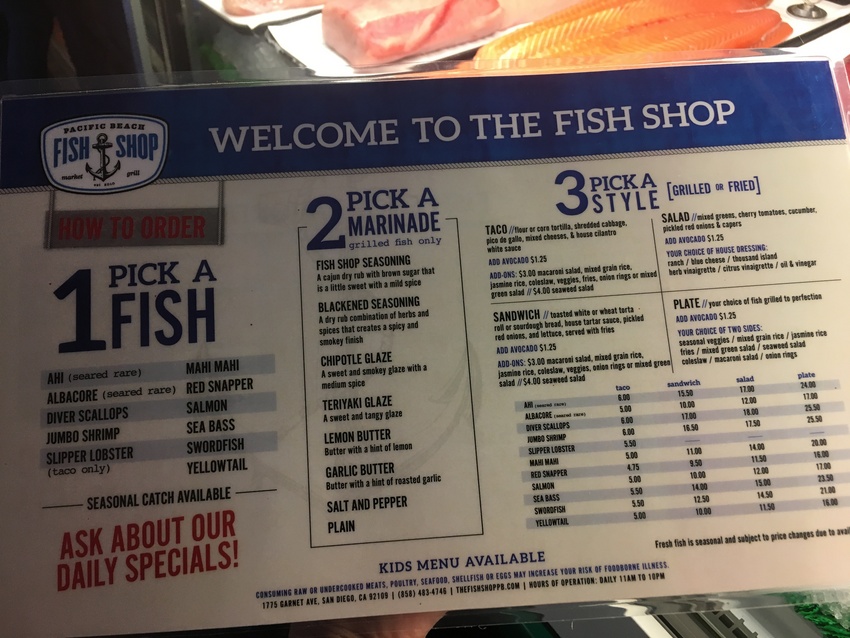 PACIFIC BEACH
FISH SHOP
market grill
WELCOME TO THE FISH SHOP
HOW TO ORDER
1 PICK A FISH
AHI (seared rare)
ALBACORE (seared rare)
DIVER SCALLOPS
JUMBO SHRIMP
SLIPPER LOBSTER
(taco only)
MAHI MAHI
RED SNAPPER
SALMON
SEA BASS
SWORDFISH
YELLOWTAIL
SEASONAL CATCH AVAILABLE
ASK ABOUT OUR
DAILY SPECIALS!
2 PICK A
MARINADE
grilled fish only
FISH SHOP SEASONING
A cajun dry rub with brown sugar that
is a little sweet with a mild spice
BLACKENED SEASONING
A dry rub combination of herbs and
spices that creates a spicy and
smokey finish
CHIPOTLE GLAZE
A sweet and smokey glaze with a
medium spice
TERIYAKI GLAZE
A sweet and tangy glaze
LEMON BUTTER
Butter with a hint of lemon
GARLIC BUTTER
Butter with a hint of roasted garlic
SALT AND PEPPER
PLAIN
3 PICK A
STYLE [GRILLED OR FRIED]
TACO // flour or corn tortilla, shredded cabbage,
pico de gallo, mixed cheeses, & house cilantro
white sauce
ADD AVOCADO $1.25
ADD-ONS: $3.00 macaroni salad, mixed grain rice,
jasmine rice, coleslaw, veggies, fries, onion rings or mixed
green salad // $4.00 seaweed salad
SALAD // mixed greens, cherry tomatoes, cucumber,
pickled red onions & capers
ADD AVOCADO $1.25
YOUR CHOICE OF HOUSE DRESSING:
ranch / bleu cheese / thousand island
herb vinaigrette / citrus vinaigrette / oil & vinegar
SANDWICH // toasted white or wheat torta
roll or sourdough bread, house tartar sauce, pickled
red onions, and lettuce, served with fries
ADD AVOCADO $1.25
ADD-ONS: $3.00 macaroni salad, mixed grain rice,
jasmine rice, coleslaw, veggies, fries, onion rings or mixed green
salad // $4.00 seaweed salad
PLATE // your choice of fish grilled to perfection
ADD AVOCADO $1.25
YOUR CHOICE OF TWO SIDES:
seasonal veggies / mixed grain rice / jasmine rice
fries / mixed green salad / seaweed salad
coleslaw / macaroni salad / onion rings
taco sandwich salad plate
AHI (seared rare) 6.00 15.50 17.00 24.00
ALBACORE (seared rare) 5.00 10.00 12.00 17.00
DIVER SCALLOPS 6.00 17.00 18.00 25.50
JUMBO SHRIMP 6.00 16.50 17.50 25.50
SLIPPER LOBSTER 5.50
MAHI MAHI 5.50 11.00 14.00 20.00
RED SNAPPER 4.75 9.50 11.50 16.00
SALMON 5.00 10.00 12.00 17.00
SEA BASS 5.50 14.00 15.00 23.50
SWORDFISH 5.50 12.50 14.50 21.00
YELLOWTAIL 5.00 10.00 11.50 16.00
Fresh fish is seasonal and subject to price changes due to
KIDS MENU AVAILABLE
CONSUMING RAW OR UNDERCOOKED MEATS, POULTRY, SEAFOOD, SHELLFISH OR EGGS MAY INCREASE YOUR RISK OF FOODBORNE ILLNESS.
1775 GARNET AVE, SAN DIEGO, CA 92109 | (858) 483-4746 | THEFISHSHOPPB.COM | HOURS OF OPERATION: DAILY 11AM TO 10PM